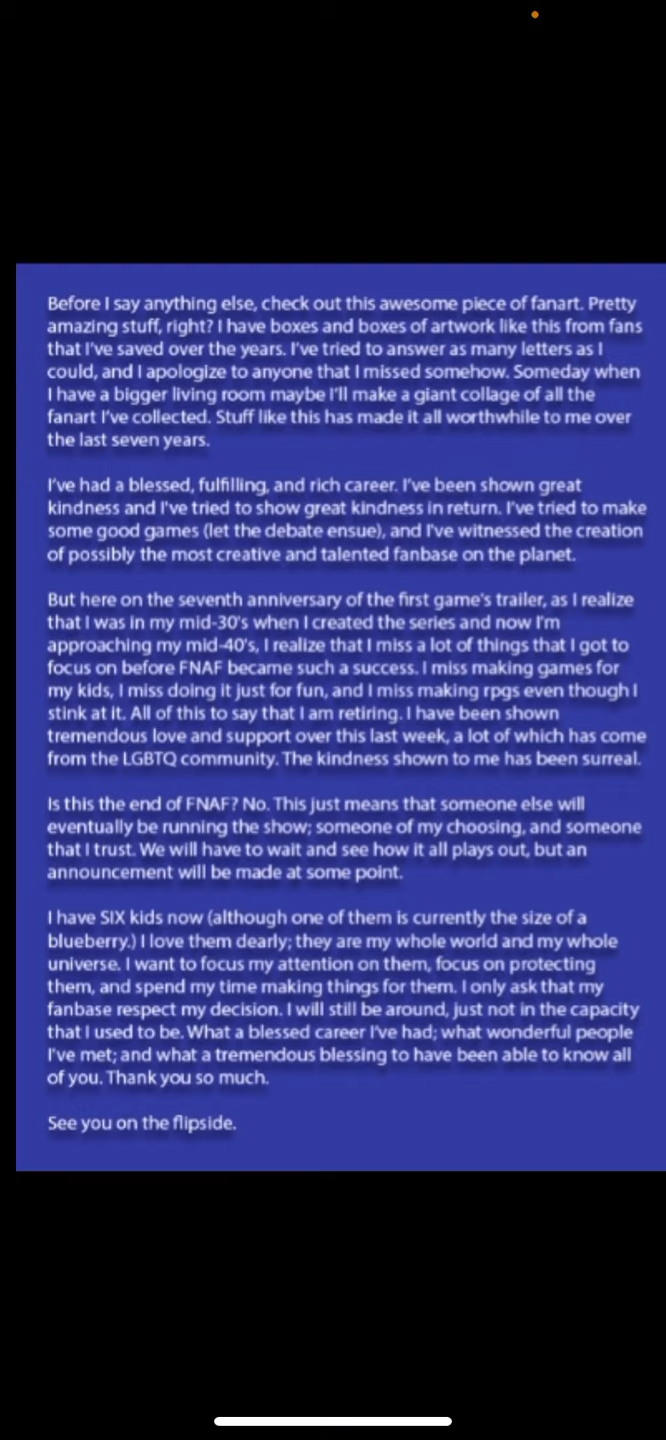 Before I say anything else, check out this awesome piece of fanart. Pretty
amazing stuff, right? I have boxes and boxes of artwork like this from fans
that I've saved over the years. I've tried to answer as many letters as I
could, and I apologize to anyone that I missed somehow. Someday when
I have a bigger living room maybe I'll make a giant collage of all the
fanart I've collected. Stuff like this has made it all worthwhile to me over
the last seven years.
I've had a blessed, fulfilling, and rich career. I've been shown great
kindness and I've tried to show great kindness in return. I've tried to make
some good games (let the debate ensue), and I've witnessed the creation
of possibly the most creative and talented fanbase on the planet.
But here on the seventh anniversary of the first game's trailer, as I realize
that I was in my mid-30's when I created the series and now I'm
approaching my mid-40's, I realize that I miss a lot of things that I got to
focus on before FNAF became such a success. I miss making games for
my kids, I miss doing it just for fun, and I miss making rpgs even though I
stink at it. All of this to say that I am retiring. I have been shown
tremendous love and support over this last week, a lot of which has come
from the LGBTQ community. The kindness shown to me has been surreal.
Is this the end of FNAF? No. This just means that someone else will
eventually be running the show; someone of my choosing, and someone
that I trust. We will have to wait and see how it all plays out, but an
announcement will be made at some point.
I have SIX kids now (although one of them is currently the size of a
blueberry.) I love them dearly; they are my whole world and my whole
universe. I want to focus my attention on them, focus on protecting
them, and spend my time making things for them. I only ask that my
fanbase respect my decision. I will still be around, just not in the capacity
that I used to be. What a blessed career I've had; what wonderful people
I've met; and what a tremendous blessing to have been able to know all
of you. Thank you so much.
See you on the flipside.